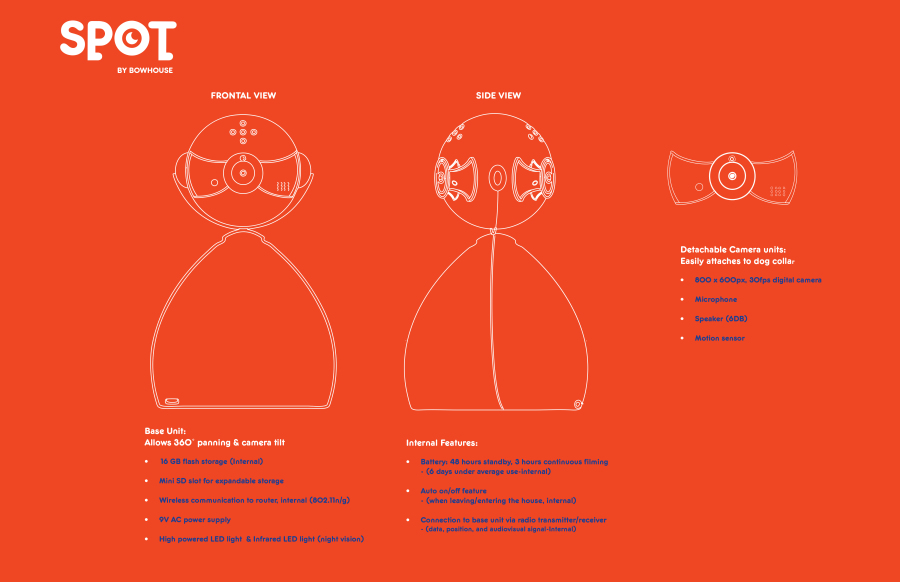 SPOT
BY BOWHOUSE
FRONTAL VIEW
SIDE VIEW
Detachable Camera units:
Easily attaches to dog collar
• 800 x 600px, 30fps digital camera
• Microphone
• Speaker (6DB)
• Motion sensor
Base Unit:
Allows 360° panning & camera tilt
• 16 GB flash storage (internal)
• Mini SD slot for expandable storage
• Wireless communication to router, internal (802.11n/g)
• 9V AC power supply
• High powered LED light & Infrared LED light (night vision)
Internal Features:
• Battery: 48 hours standby, 3 hours continuous filming
- (6 days under average use-internal)
• Auto on/off feature
- (when leaving/entering the house, internal)
• Connection to base unit via radio transmitter/receiver
- (data, position, and audiovisual signal-internal)